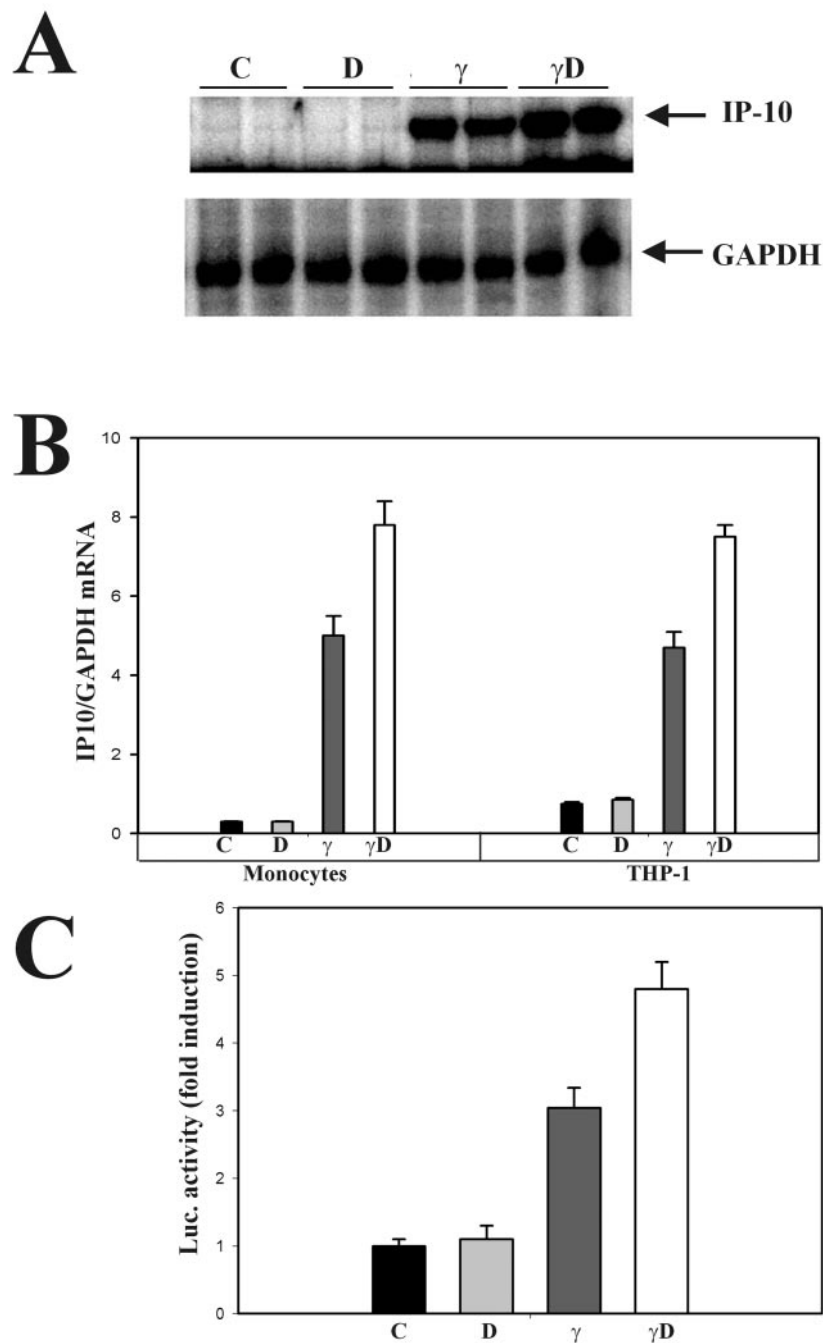 A
C D γ γD
IP-10
GAPDH
B
IP10/GAPDH mRNA
10
8
6
4
2
0
C D γ γD C D γ γD
Monocytes THP-1
C
Luc. activity (fold induction)
6
5
4
3
2
1
0
C D γ γD